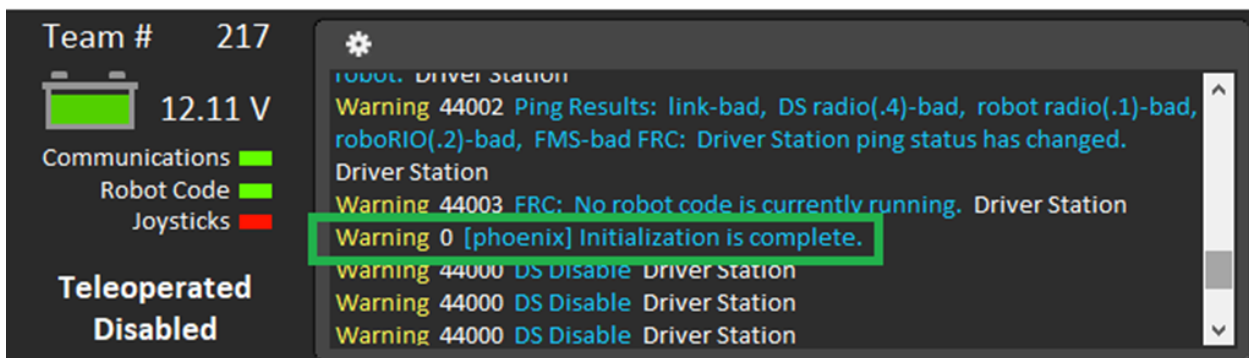 Team # 217
12.11 V
Communications
Robot Code
Joysticks
Teleoperated
Disabled
robot. Driver Station
Warning 44002 Ping Results: link-bad, DS radio(.4)-bad, robot radio(.1)-bad,
roboRIO(.2)-bad, FMS-bad FRC: Driver Station ping status has changed.
Driver Station
Warning 44003 FRC: No robot code is currently running. Driver Station
Warning 0 [phoenix] Initialization is complete.
Warning 44000 DS Disable Driver Station
Warning 44000 DS Disable Driver Station
Warning 44000 DS Disable Driver Station